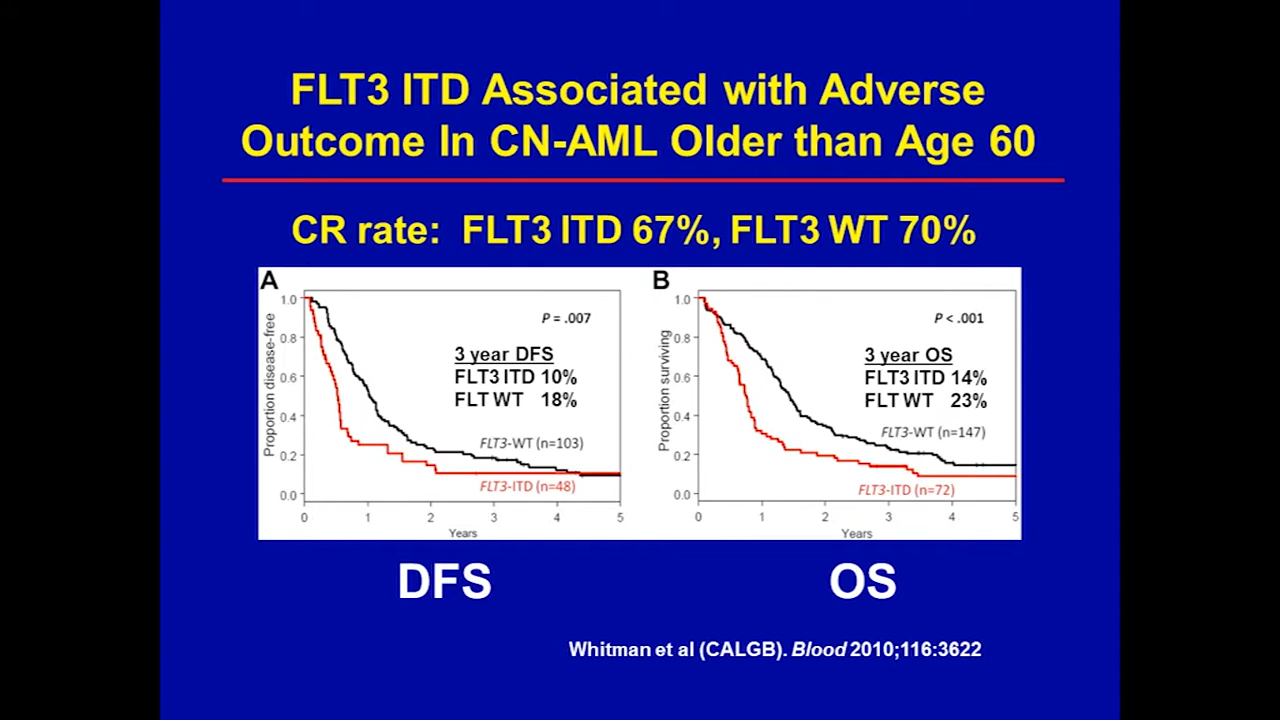 FLT3 ITD Associated with Adverse
Outcome In CN-AML Older than Age 60
CR rate: FLT3 ITD 67%, FLT3 WT 70%
A
Proportion disease-free
1.0
0.8
0.6
0.4
0.2
0.0
P = .007
3 year DFS
FLT3 ITD 10%
FLT WT 18%
FLT3-WT (n=103)
FLT3-ITD (n=48)
0 1 2 3 4 5
Years
B
Proportion surviving
1.0
0.8
0.6
0.4
0.2
0.0
P < .001
3 year OS
FLT3 ITD 14%
FLT WT 23%
FLT3-WT (n=147)
FLT3-ITD (n=72)
0 1 2 3 4 5
Years
DFS
OS
Whitman et al (CALGB). Blood 2010;116:3622